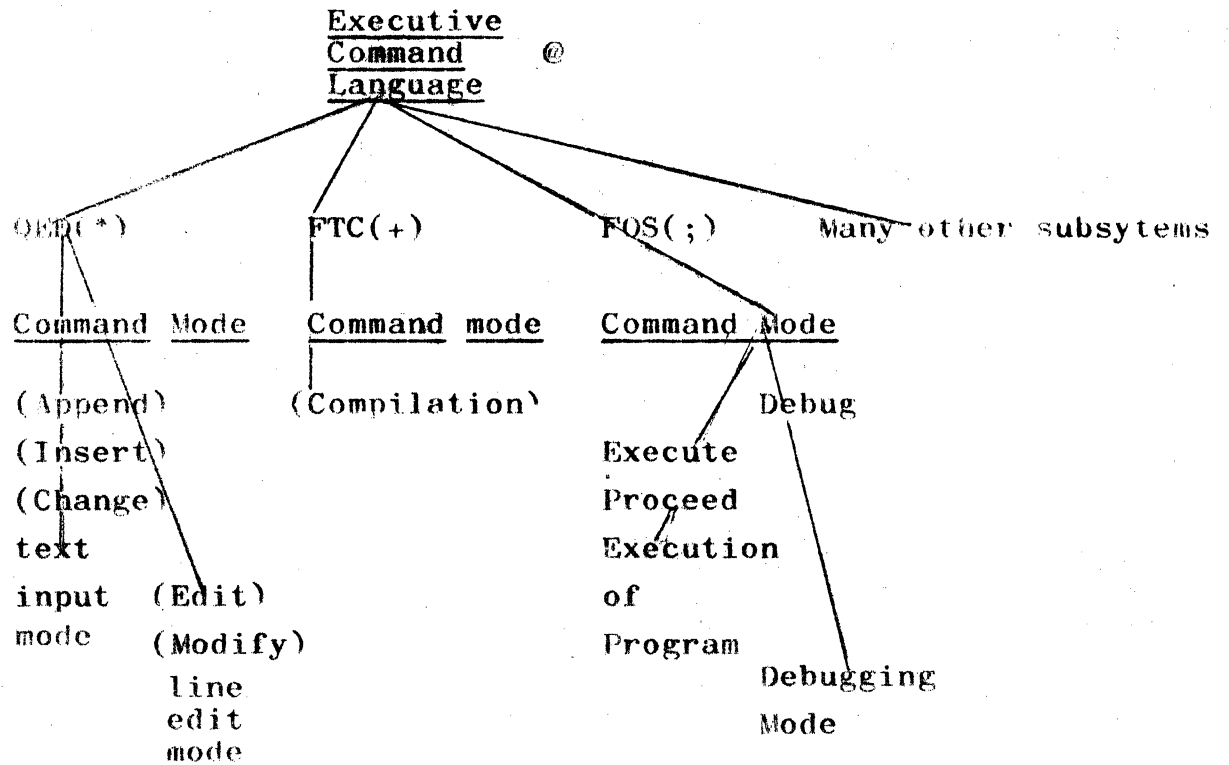 Executive
Command @
Language
QED(*) FTC(+) FOS(;) Many other subsytems
Command Mode Command mode Command Mode
(Append) (Compilation) Debug
(Insert) Execute
(Change) Proceed
text Execution
input (Edit) of
mode (Modify) Program
line Debugging
edit Mode
mode